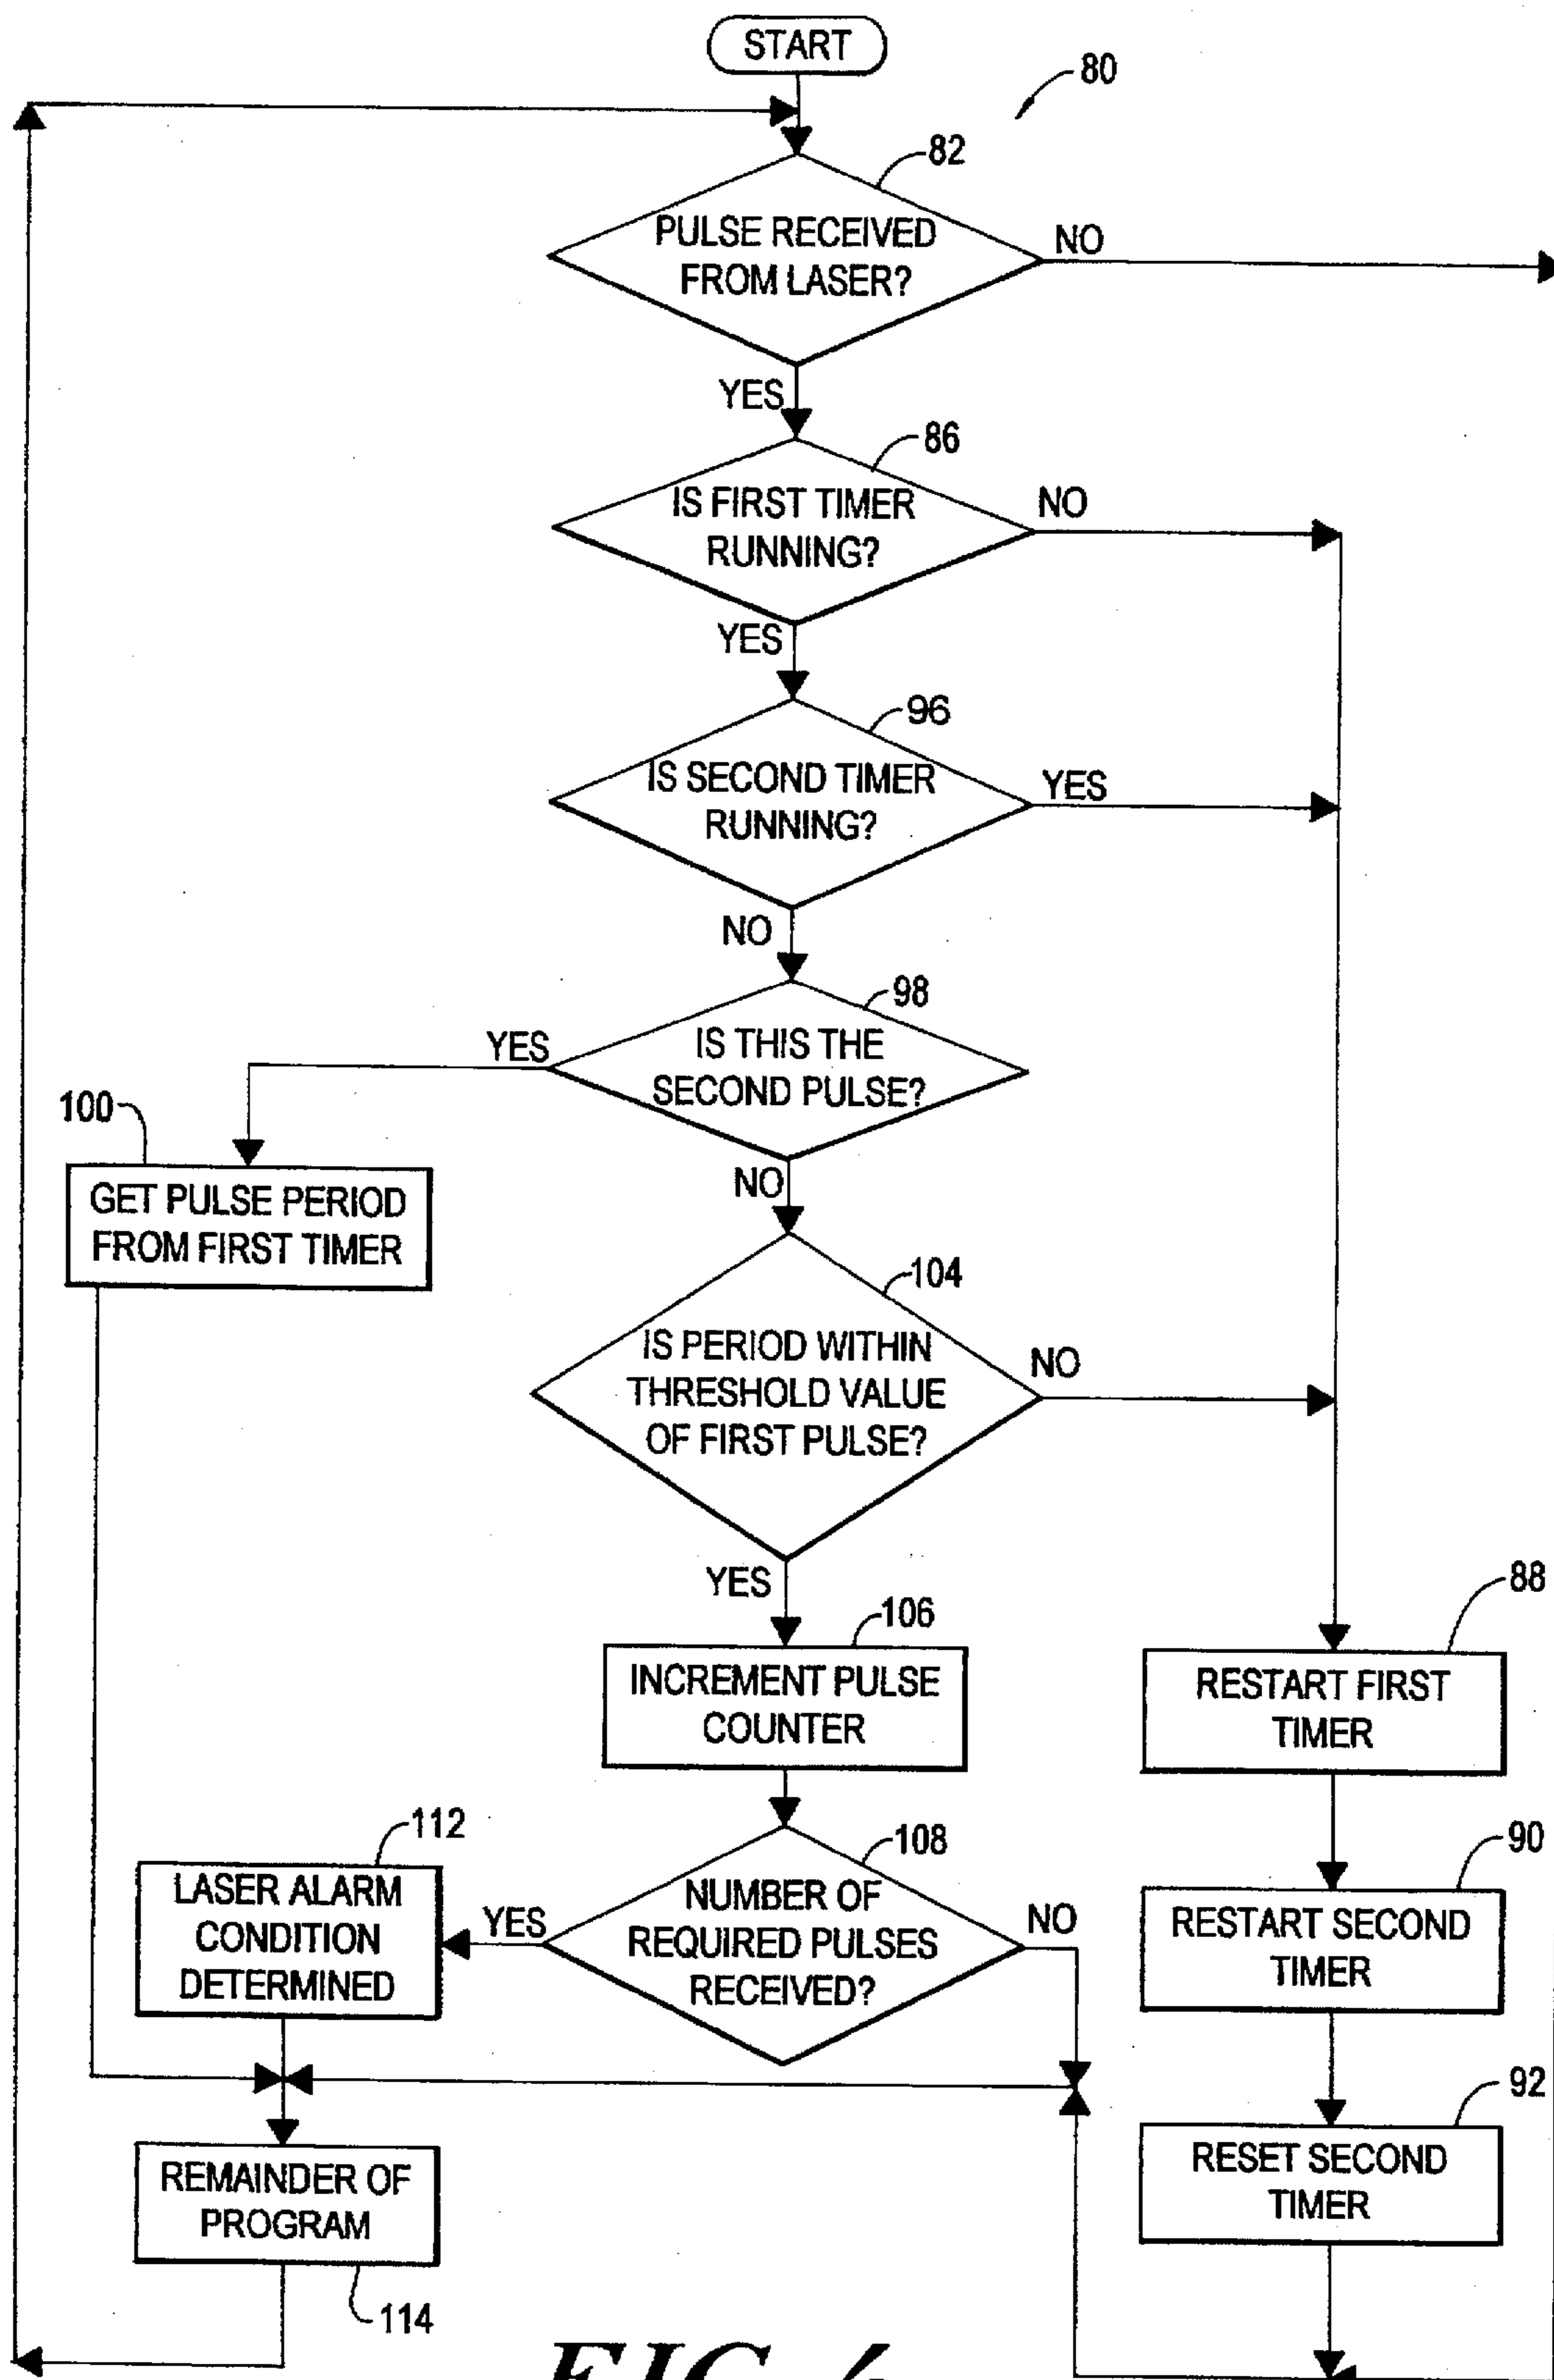 START
80
82
PULSE RECEIVED
FROM LASER?
NO
YES
86
IS FIRST TIMER
RUNNING?
NO
YES
96
IS SECOND TIMER
RUNNING?
YES
NO
98
IS THIS THE
SECOND PULSE?
YES
NO
100
GET PULSE PERIOD
FROM FIRST TIMER
104
IS PERIOD WITHIN
THRESHOLD VALUE
OF FIRST PULSE?
NO
YES
106
INCREMENT PULSE
COUNTER
88
RESTART FIRST
TIMER
108
NUMBER OF
REQUIRED PULSES
RECEIVED?
YES
NO
112
LASER ALARM
CONDITION
DETERMINED
90
RESTART SECOND
TIMER
92
RESET SECOND
TIMER
REMAINDER OF
PROGRAM
114